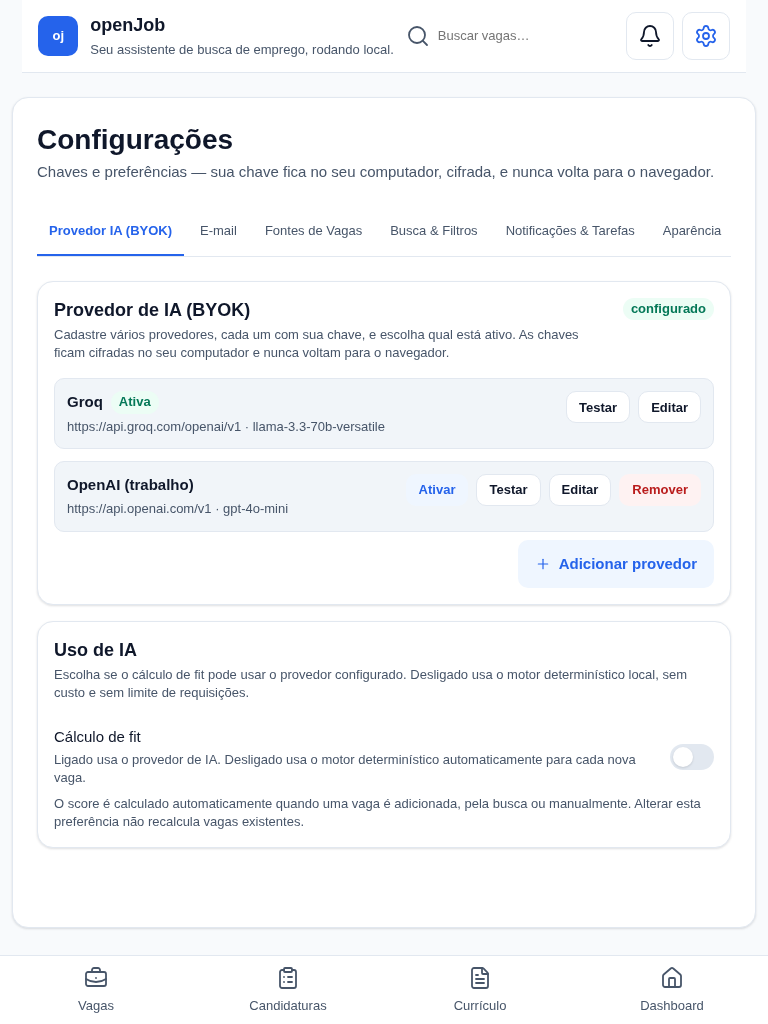 oj
openJob
Seu assistente de busca de emprego, rodando local.
Buscar vagas…
Configurações
Chaves e preferências — sua chave fica no seu computador, cifrada, e nunca volta para o navegador.
Provedor IA (BYOK)
E-mail
Fontes de Vagas
Busca & Filtros
Notificações & Tarefas
Aparência
Provedor de IA (BYOK)
configurado
Cadastre vários provedores, cada um com sua chave, e escolha qual está ativo. As chaves
ficam cifradas no seu computador e nunca voltam para o navegador.
Groq
Ativa
Testar
Editar
https://api.groq.com/openai/v1 · llama-3.3-70b-versatile
OpenAI (trabalho)
Ativar
Testar
Editar
Remover
https://api.openai.com/v1 · gpt-4o-mini
Adicionar provedor
Uso de IA
Escolha se o cálculo de fit pode usar o provedor configurado. Desligado usa o motor determinístico local, sem
custo e sem limite de requisições.
Cálculo de fit
Ligado usa o provedor de IA. Desligado usa o motor determinístico automaticamente para cada nova
vaga.
O score é calculado automaticamente quando uma vaga é adicionada, pela busca ou manualmente. Alterar esta
preferência não recalcula vagas existentes.
Vagas
Candidaturas
Currículo
Dashboard